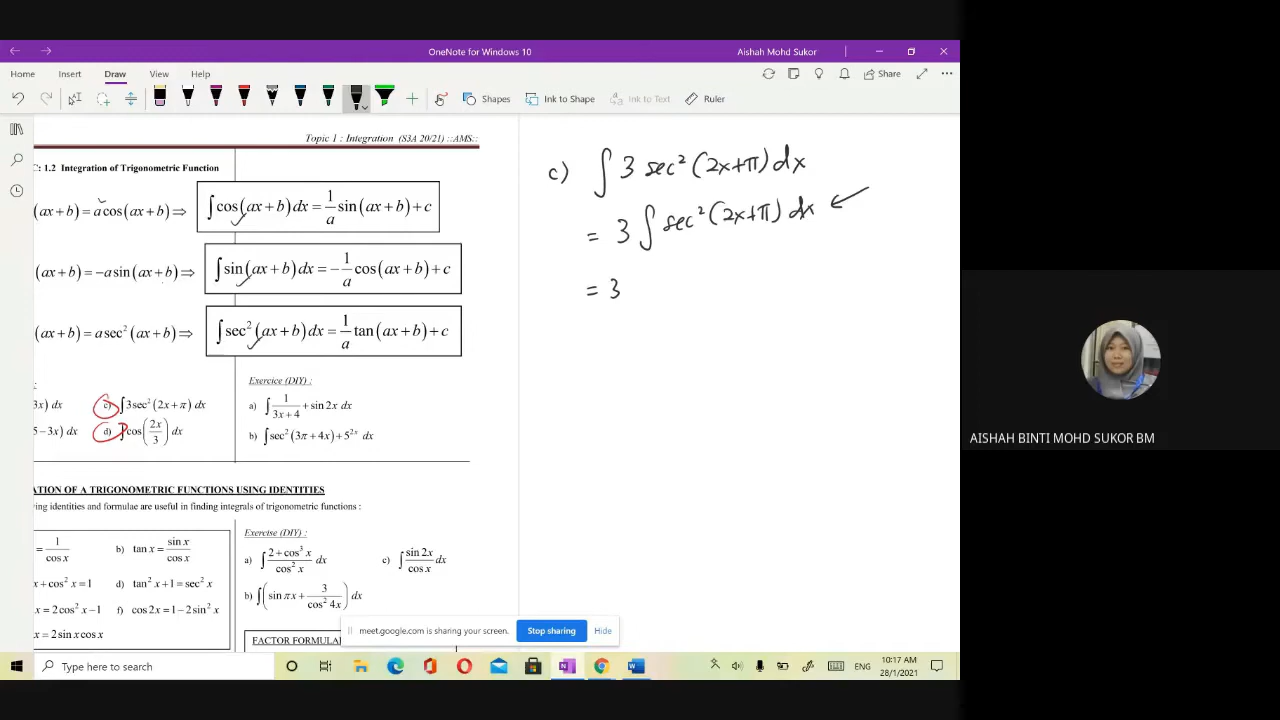 OneNote for Windows 10
Aishah Mohd Sukor
Home Insert Draw View Help
Share
Shapes Ink to Shape Ink to Text Ruler
Topic 1 : Integration (S3A 20/21) ::AMS::
C: 1.2 Integration of Trigonometric Function
(ax + b) = a cos(ax + b) ⇒ ∫cos(ax + b) dx = 1/a sin(ax + b) + c
(ax + b) = −a sin(ax + b) ⇒ ∫sin(ax + b) dx = −1/a cos(ax + b) + c
(ax + b) = a sec² (ax + b) ⇒ ∫sec² (ax + b) dx = 1/a tan(ax + b) + c
Exercice (DIY) :
3x) dx c) ∫3sec² (2x + π) dx
5 − 3x) dx d) ∫cos(2x/3) dx
a) ∫ 1/(3x + 4) + sin 2x dx
b) ∫sec² (3π + 4x) + 5²ˣ dx
ATION OF A TRIGONOMETRIC FUNCTIONS USING IDENTITIES
ving identities and formulae are useful in finding integrals of trigonometric functions :
= 1/cos x b) tan x = sin x/cos x
x + cos² x = 1 d) tan² x + 1 = sec² x
x = 2cos² x − 1 f) cos 2x = 1 − 2sin² x
x = 2 sin x cos x
Exercise (DIY) :
a) ∫ (2 + cos³ x)/cos² x dx c) ∫ sin 2x/cos x dx
b) ∫(sin πx + 3/cos² 4x) dx
FACTOR FORMULA
c) ∫ 3 sec² (2x+π) dx
= 3 ∫ sec² (2x+π) dx
= 3
meet.google.com is sharing your screen. Stop sharing Hide
AISHAH BINTI MOHD SUKOR BM
Type here to search
ENG
10:17 AM
28/1/2021